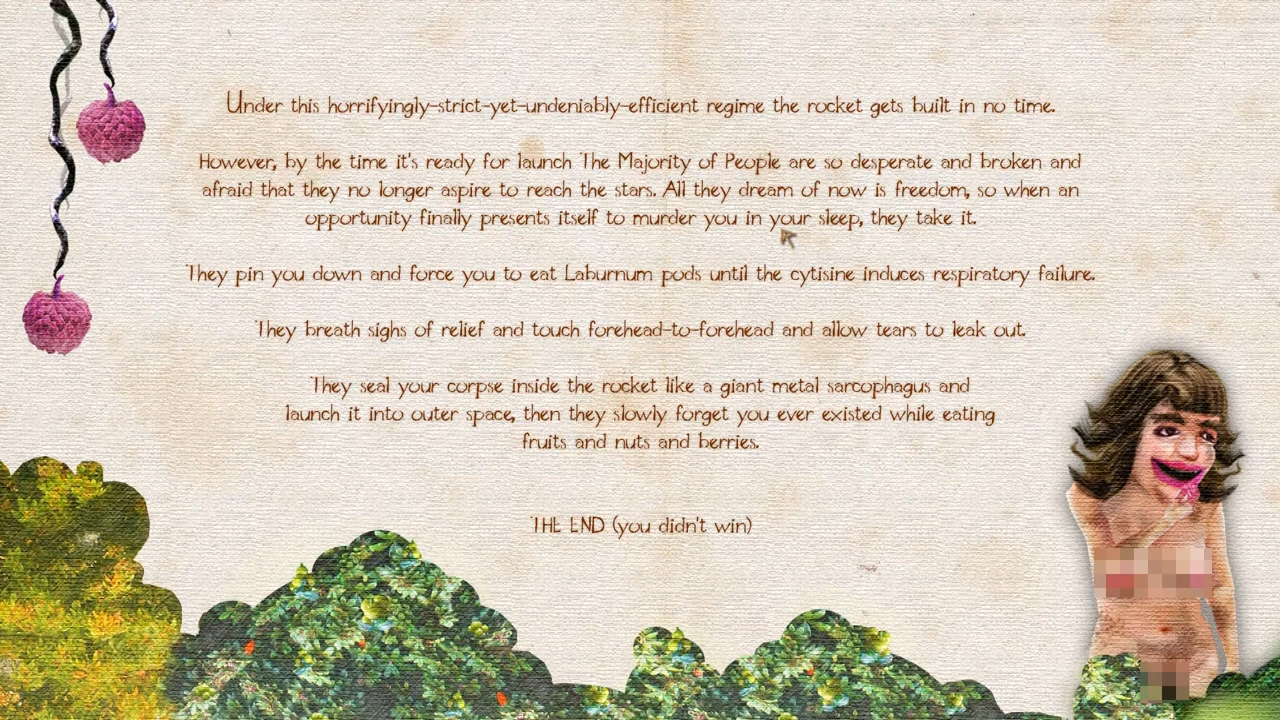 Under this horrifyingly-strict-yet-undeniably-efficient regime the rocket gets built in no time.
However, by the time it's ready for launch The Majority of People are so desperate and broken and
afraid that they no longer aspire to reach the stars. All they dream of now is freedom, so when an
opportunity finally presents itself to murder you in your sleep, they take it.
They pin you down and force you to eat Laburnum pods until the cytisine induces respiratory failure.
They breath sighs of relief and touch forehead-to-forehead and allow tears to leak out.
They seal your corpse inside the rocket like a giant metal sarcophagus and
launch it into outer space, then they slowly forget you ever existed while eating
fruits and nuts and berries.
THE END (you didn't win)